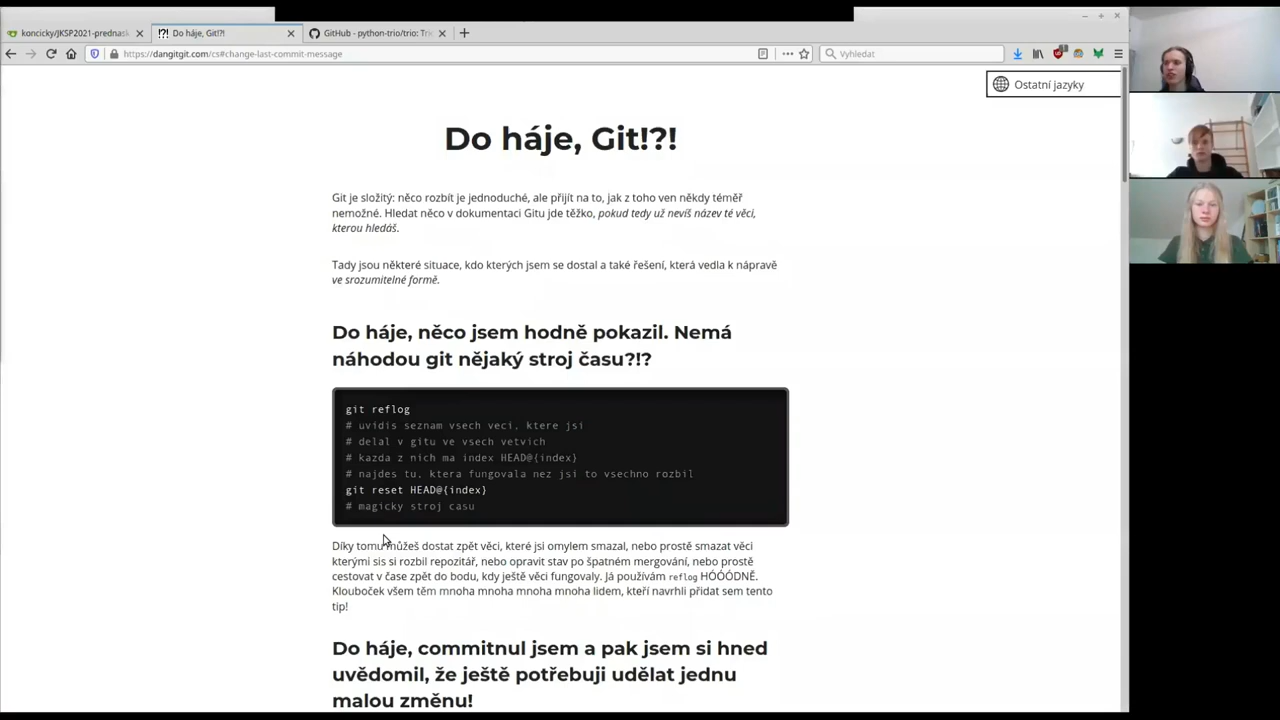 koncicky/JKSP2021-prednask
Do háje, Git!?!
GitHub - python-trio/trio: Tri
https://dangitgit.com/cs#change-last-commit-message
Vyhledat
Ostatní jazyky
Do háje, Git!?!
Git je složitý: něco rozbít je jednoduché, ale přijít na to, jak z toho ven někdy téměř
nemožné. Hledat něco v dokumentaci Gitu jde těžko, pokud tedy už nevíš název té věci,
kterou hledáš.
Tady jsou některé situace, kdo kterých jsem se dostal a také řešení, která vedla k nápravě
ve srozumitelné formě.
Do háje, něco jsem hodně pokazil. Nemá
náhodou git nějaký stroj času?!?
git reflog
# uvidis seznam vsech veci, ktere jsi
# delal v gitu ve vsech vetvich
# kazda z nich ma index HEAD@{index}
# najdes tu, ktera fungovala nez jsi to vsechno rozbil
git reset HEAD@{index}
# magicky stroj casu
Díky tomu můžeš dostat zpět věci, které jsi omylem smazal, nebo prostě smazat věci
kterými sis si rozbil repozitář, nebo opravit stav po špatném mergování, nebo prostě
cestovat v čase zpět do bodu, kdy ještě věci fungovaly. Já používám reflog HÓÓÓDNĚ.
Klouboček všem těm mnoha mnoha mnoha mnoha lidem, kteří navrhli přidat sem tento
tip!
Do háje, commitnul jsem a pak jsem si hned
uvědomil, že ještě potřebuji udělat jednu
malou změnu!